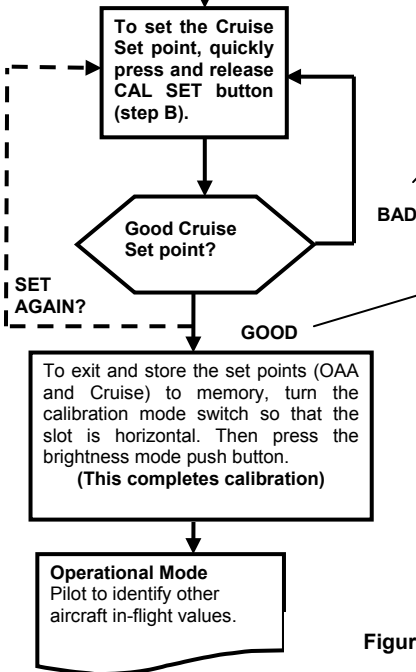 To set the Cruise
Set point, quickly
press and release
CAL SET button
(step B).
Good Cruise
Set point?
BAD
SET
AGAIN?
GOOD
To exit and store the set points (OAA
and Cruise) to memory, turn the
calibration mode switch so that the
slot is horizontal. Then press the
brightness mode push button.
(This completes calibration)
Operational Mode
Pilot to identify other
aircraft in-flight values.
Figur